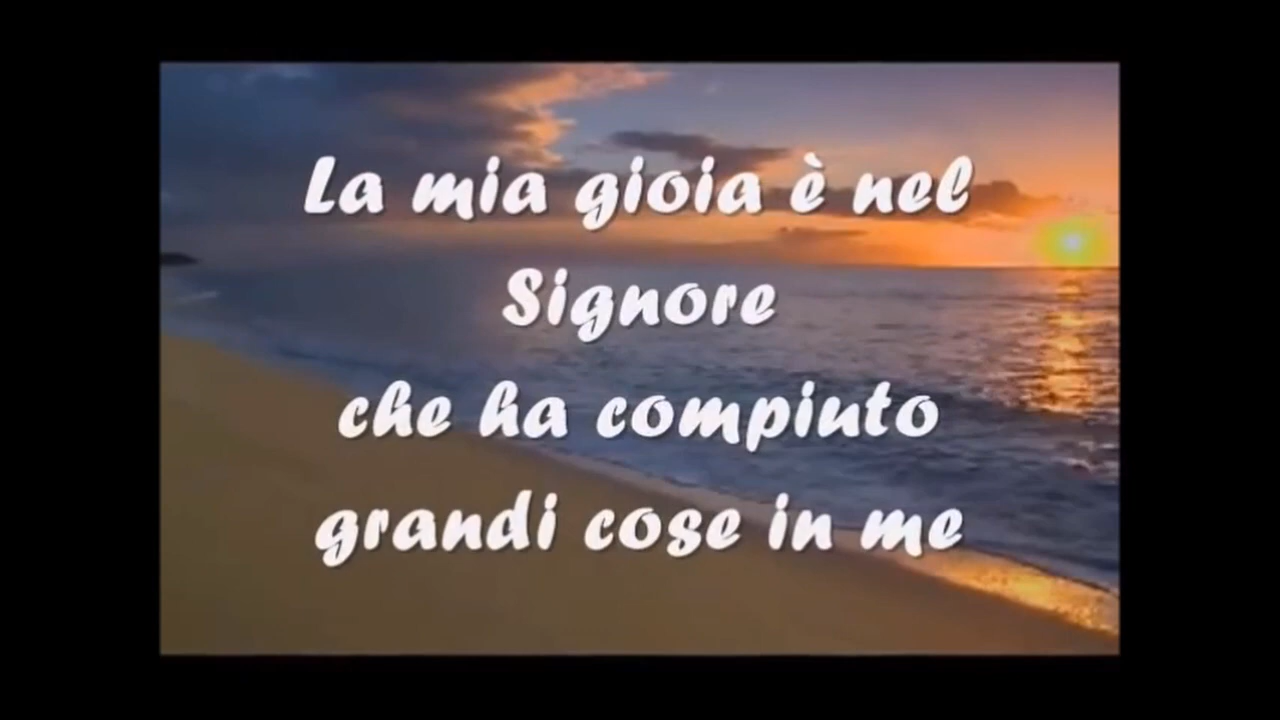 La mia gioia è nel
Signore
che ha compiuto
grandi cose in me